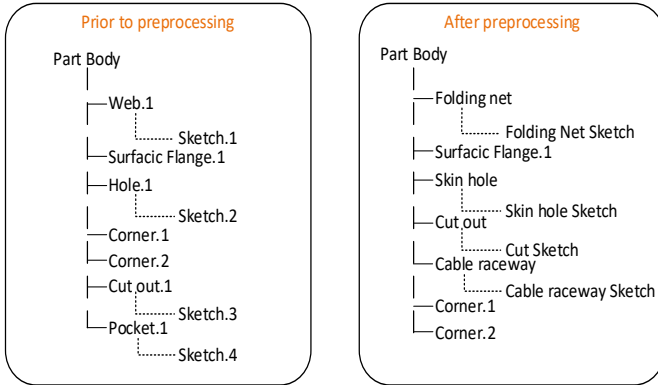 Prior to preprocessing
Part Body
Web.1
Sketch.1
Surfacic Flange.1
Hole.1
Sketch.2
Corner.1
Corner.2
Cut out.1
Sketch.3
Pocket.1
Sketch.4
After preprocessing
Part Body
Folding net
Folding Net Sketch
Surfacic Flange.1
Skin hole
Skin hole Sketch
Cut out
Cut Sketch
Cable raceway
Cable raceway Sketch
Corner.1
Corner.2